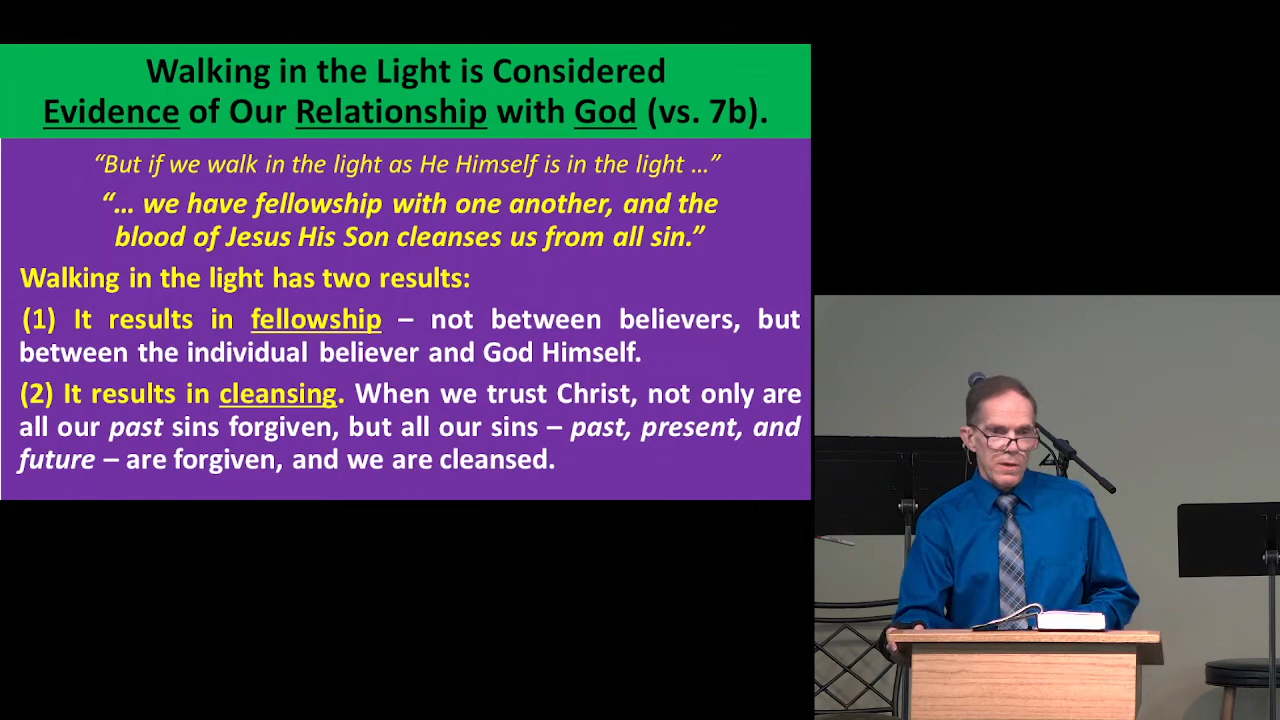 Walking in the Light is Considered
Evidence of Our Relationship with God (vs. 7b).
“But if we walk in the light as He Himself is in the light …”
“… we have fellowship with one another, and the
blood of Jesus His Son cleanses us from all sin.”
Walking in the light has two results:
(1) It results in fellowship – not between believers, but
between the individual believer and God Himself.
(2) It results in cleansing. When we trust Christ, not only are
all our past sins forgiven, but all our sins – past, present, and
future – are forgiven, and we are cleansed.